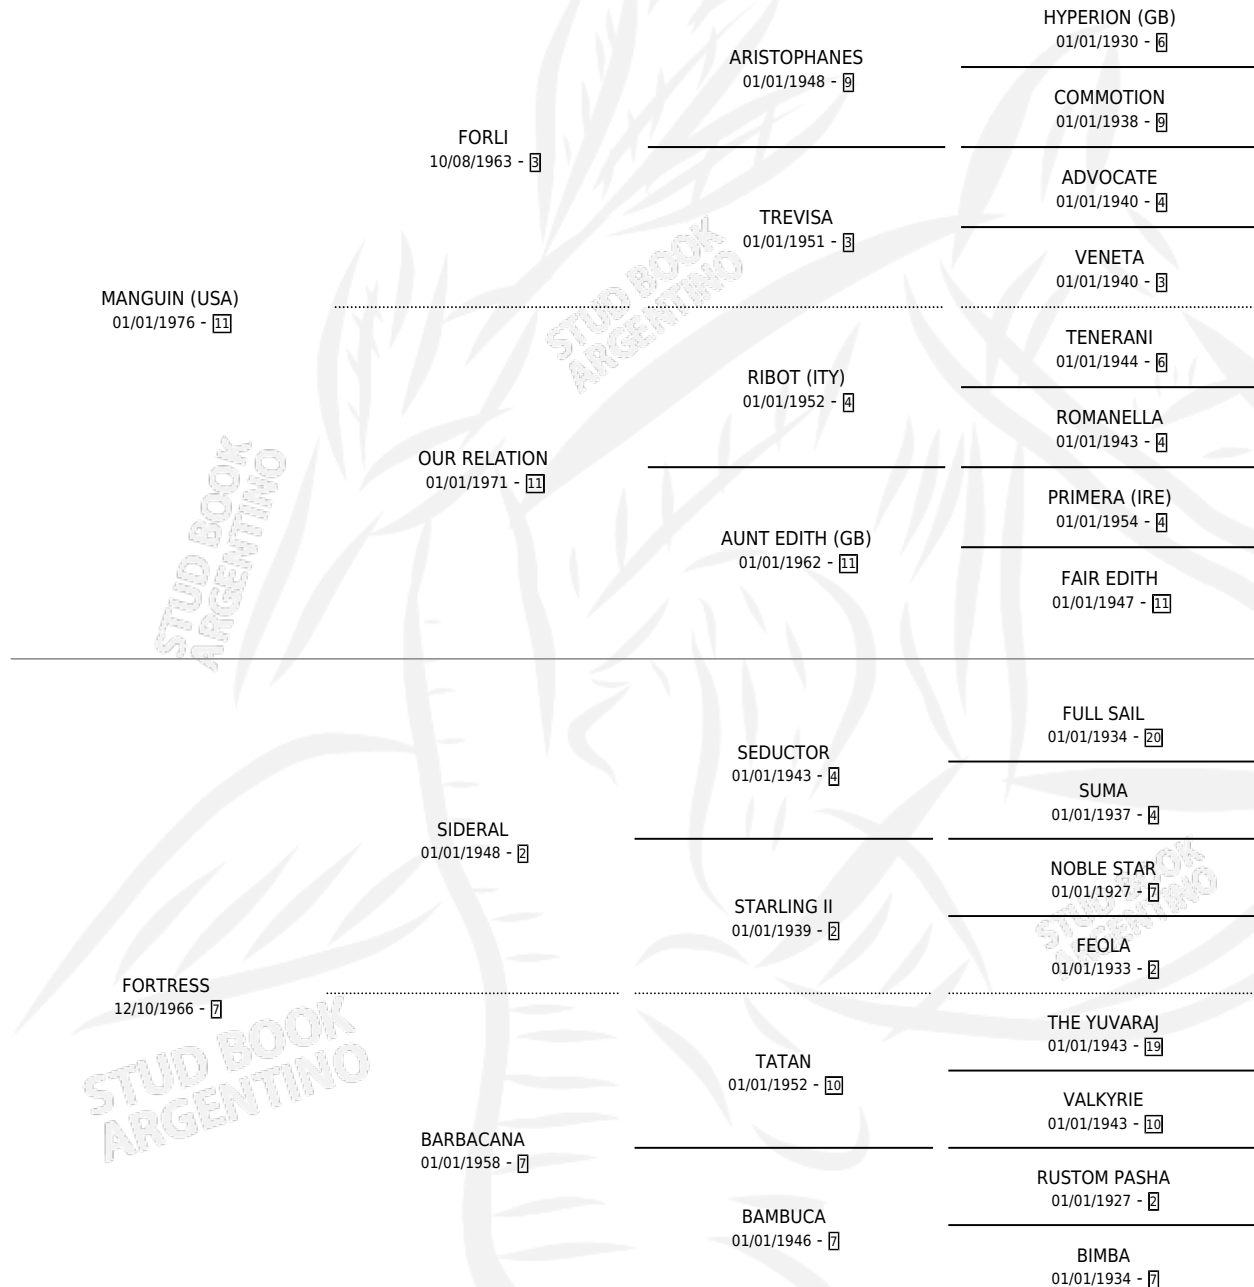 HYPERION (GB)
01/01/1930 - 6
ARISTOPHANES
01/01/1948 - 9
COMMOTION
01/01/1938 - 9
FORLI
10/08/1963 - 3
ADVOCATE
01/01/1940 - 4
TREVISA
01/01/1951 - 3
VENETA
01/01/1940 - 3
MANGUIN (USA)
01/01/1976 - 11
TENERANI
01/01/1944 - 6
RIBOT (ITY)
01/01/1952 - 4
ROMANELLA
01/01/1943 - 4
OUR RELATION
01/01/1971 - 11
PRIMERA (IRE)
01/01/1954 - 4
AUNT EDITH (GB)
01/01/1962 - 11
FAIR EDITH
01/01/1947 - 11
FULL SAIL
01/01/1934 - 20
SEDUCTOR
01/01/1943 - 4
SUMA
01/01/1937 - 4
SIDERAL
01/01/1948 - 2
NOBLE STAR
01/01/1927 - 7
STARLING II
01/01/1939 - 2
FEOLA
01/01/1933 - 2
FORTRESS
12/10/1966 - 7
THE YUVARAJ
01/01/1943 - 19
TATAN
01/01/1952 - 10
VALKYRIE
01/01/1943 - 10
BARBACANA
01/01/1958 - 7
RUSTOM PASHA
01/01/1927 - 2
BAMBUCA
01/01/1946 - 7
BIMBA
01/01/1934 - 7
STUD BOOK
ARGENTINO
STUD BOOK
ARGENTINO
STUD BOOK
ARGENTINO
STUD BOOK
ARGENTINO